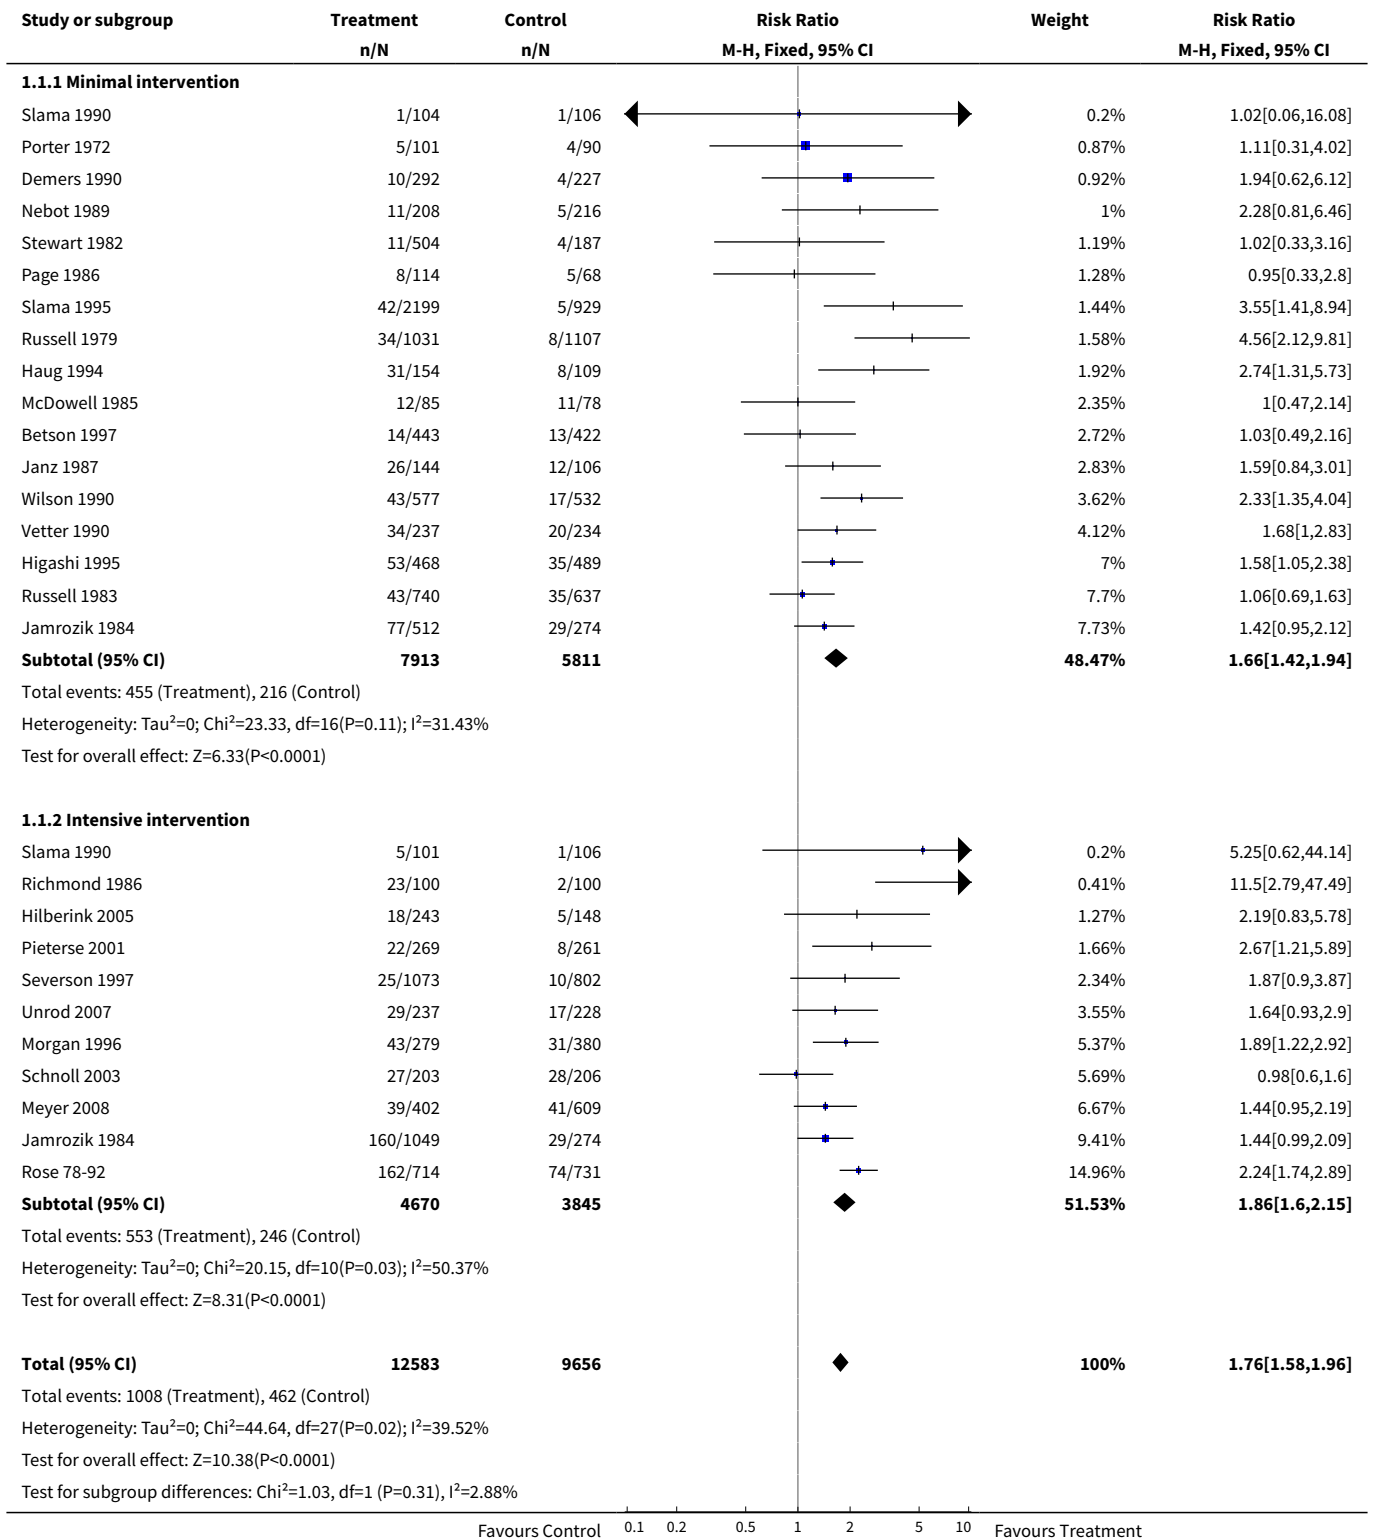 Study or subgroup Treatment Control Risk Ratio Weight Risk Ratio
n/N n/N M-H, Fixed, 95% CI M-H, Fixed, 95% CI
1.1.1 Minimal intervention
Slama 1990 1/104 1/106 0.2% 1.02[0.06,16.08]
Porter 1972 5/101 4/90 0.87% 1.11[0.31,4.02]
Demers 1990 10/292 4/227 0.92% 1.94[0.62,6.12]
Nebot 1989 11/208 5/216 1% 2.28[0.81,6.46]
Stewart 1982 11/504 4/187 1.19% 1.02[0.33,3.16]
Page 1986 8/114 5/68 1.28% 0.95[0.33,2.8]
Slama 1995 42/2199 5/929 1.44% 3.55[1.41,8.94]
Russell 1979 34/1031 8/1107 1.58% 4.56[2.12,9.81]
Haug 1994 31/154 8/109 1.92% 2.74[1.31,5.73]
McDowell 1985 12/85 11/78 2.35% 1[0.47,2.14]
Betson 1997 14/443 13/422 2.72% 1.03[0.49,2.16]
Janz 1987 26/144 12/106 2.83% 1.59[0.84,3.01]
Wilson 1990 43/577 17/532 3.62% 2.33[1.35,4.04]
Vetter 1990 34/237 20/234 4.12% 1.68[1,2.83]
Higashi 1995 53/468 35/489 7% 1.58[1.05,2.38]
Russell 1983 43/740 35/637 7.7% 1.06[0.69,1.63]
Jamrozik 1984 77/512 29/274 7.73% 1.42[0.95,2.12]
Subtotal (95% CI) 7913 5811 48.47% 1.66[1.42,1.94]
Total events: 455 (Treatment), 216 (Control)
Heterogeneity: Tau²=0; Chi²=23.33, df=16(P=0.11); I²=31.43%
Test for overall effect: Z=6.33(P<0.0001)
1.1.2 Intensive intervention
Slama 1990 5/101 1/106 0.2% 5.25[0.62,44.14]
Richmond 1986 23/100 2/100 0.41% 11.5[2.79,47.49]
Hilberink 2005 18/243 5/148 1.27% 2.19[0.83,5.78]
Pieterse 2001 22/269 8/261 1.66% 2.67[1.21,5.89]
Severson 1997 25/1073 10/802 2.34% 1.87[0.9,3.87]
Unrod 2007 29/237 17/228 3.55% 1.64[0.93,2.9]
Morgan 1996 43/279 31/380 5.37% 1.89[1.22,2.92]
Schnoll 2003 27/203 28/206 5.69% 0.98[0.6,1.6]
Meyer 2008 39/402 41/609 6.67% 1.44[0.95,2.19]
Jamrozik 1984 160/1049 29/274 9.41% 1.44[0.99,2.09]
Rose 78-92 162/714 74/731 14.96% 2.24[1.74,2.89]
Subtotal (95% CI) 4670 3845 51.53% 1.86[1.6,2.15]
Total events: 553 (Treatment), 246 (Control)
Heterogeneity: Tau²=0; Chi²=20.15, df=10(P=0.03); I²=50.37%
Test for overall effect: Z=8.31(P<0.0001)
Total (95% CI) 12583 9656 100% 1.76[1.58,1.96]
Total events: 1008 (Treatment), 462 (Control)
Heterogeneity: Tau²=0; Chi²=44.64, df=27(P=0.02); I²=39.52%
Test for overall effect: Z=10.38(P<0.0001)
Test for subgroup differences: Chi²=1.03, df=1 (P=0.31), I²=2.88%
Favours Control 0.1 0.2 0.5 1 2 5 10 Favours Treatment